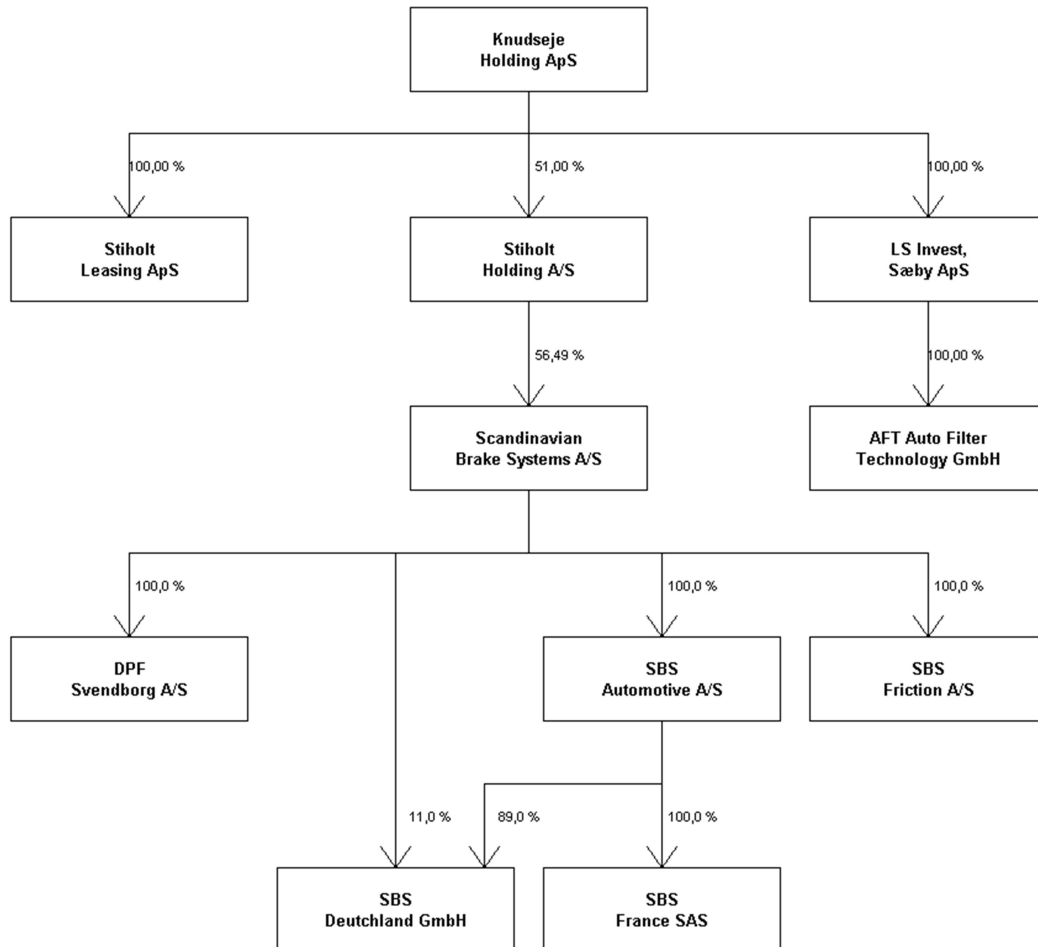 Knudseje
Holding ApS
100,00 %
51,00 %
100,00 %
Stiholt
Leasing ApS
Stiholt
Holding A/S
LS Invest,
Sæby ApS
56,49 %
100,00 %
Scandinavian
Brake Systems A/S
AFT Auto Filter
Technology GmbH
100,0 %
100,0 %
100,0 %
DPF
Svendborg A/S
SBS
Automotive A/S
SBS
Friction A/S
11,0 %
89,0 %
100,0 %
SBS
Deutchland GmbH
SBS
France SAS